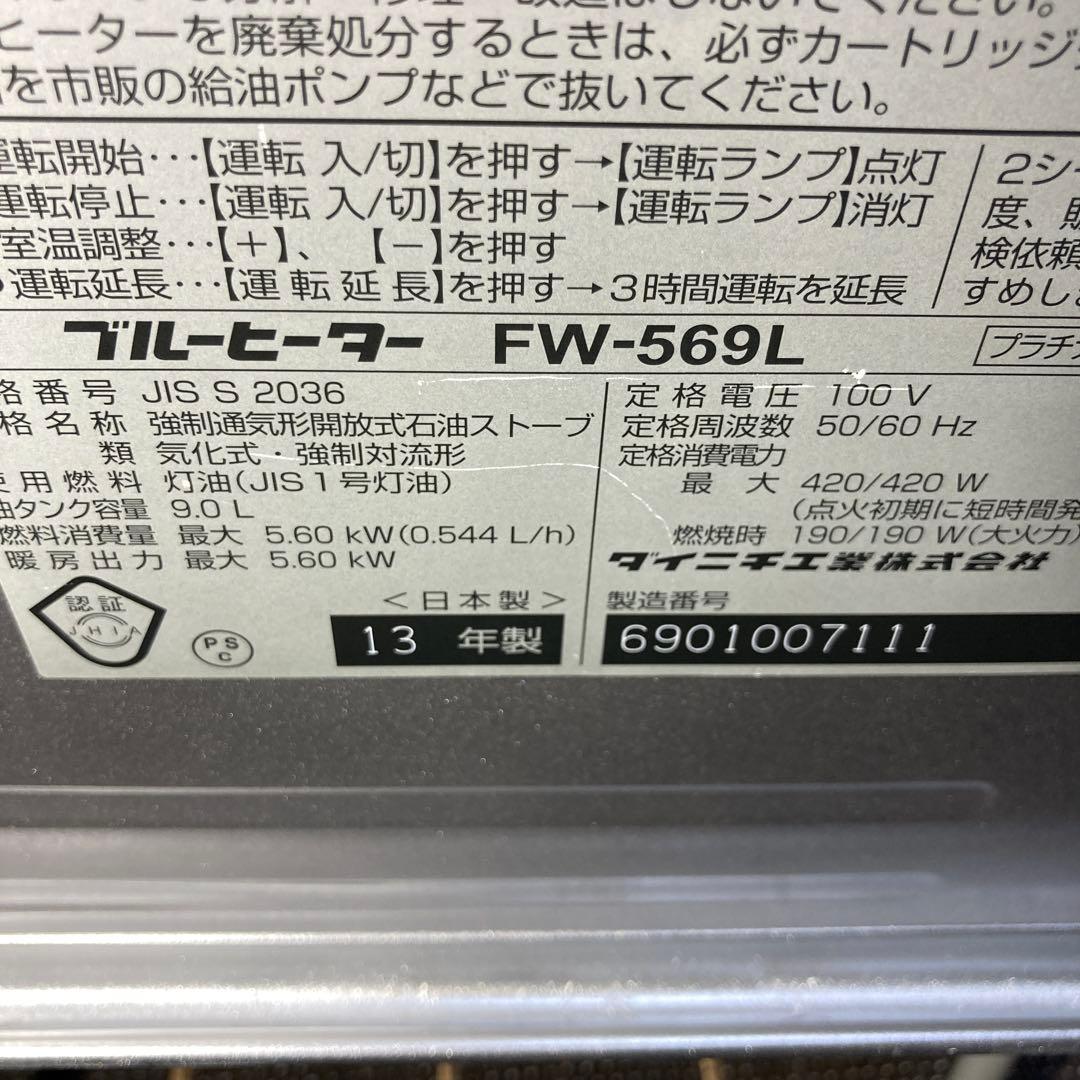 ヒーターを廃棄処分するときは、必ずカートリッジ
を市販の給油ポンプなどで抜いてください。
運転開始･･･【運転 入/切】を押す→【運転ランプ】点灯
運転停止･･･【運転 入/切】を押す→【運転ランプ】消灯
室温調整･･･【＋】、【－】を押す
運転延長･･･【運転延長】を押す→3時間運転を延長
2シー
度、販
検依頼
すめしま
ブルーヒーター FW-569L
プラチナ
格番号 JIS S 2036
格名称 強制通気形開放式石油ストーブ
類 気化式・強制対流形
使用燃料 灯油(JIS1号灯油)
油タンク容量 9.0 L
燃料消費量 最大 5.60 kW(0.544 L/h)
暖房出力 最大 5.60 kW
定格電圧 100 V
定格周波数 50/60 Hz
定格消費電力
最大 420/420 W
(点火初期に短時間発
燃焼時 190/190 W(大火力)
ダイニチ工業株式会社
認証
JHIA
PS
C
<日本製>
13 年製
製造番号
6901007111